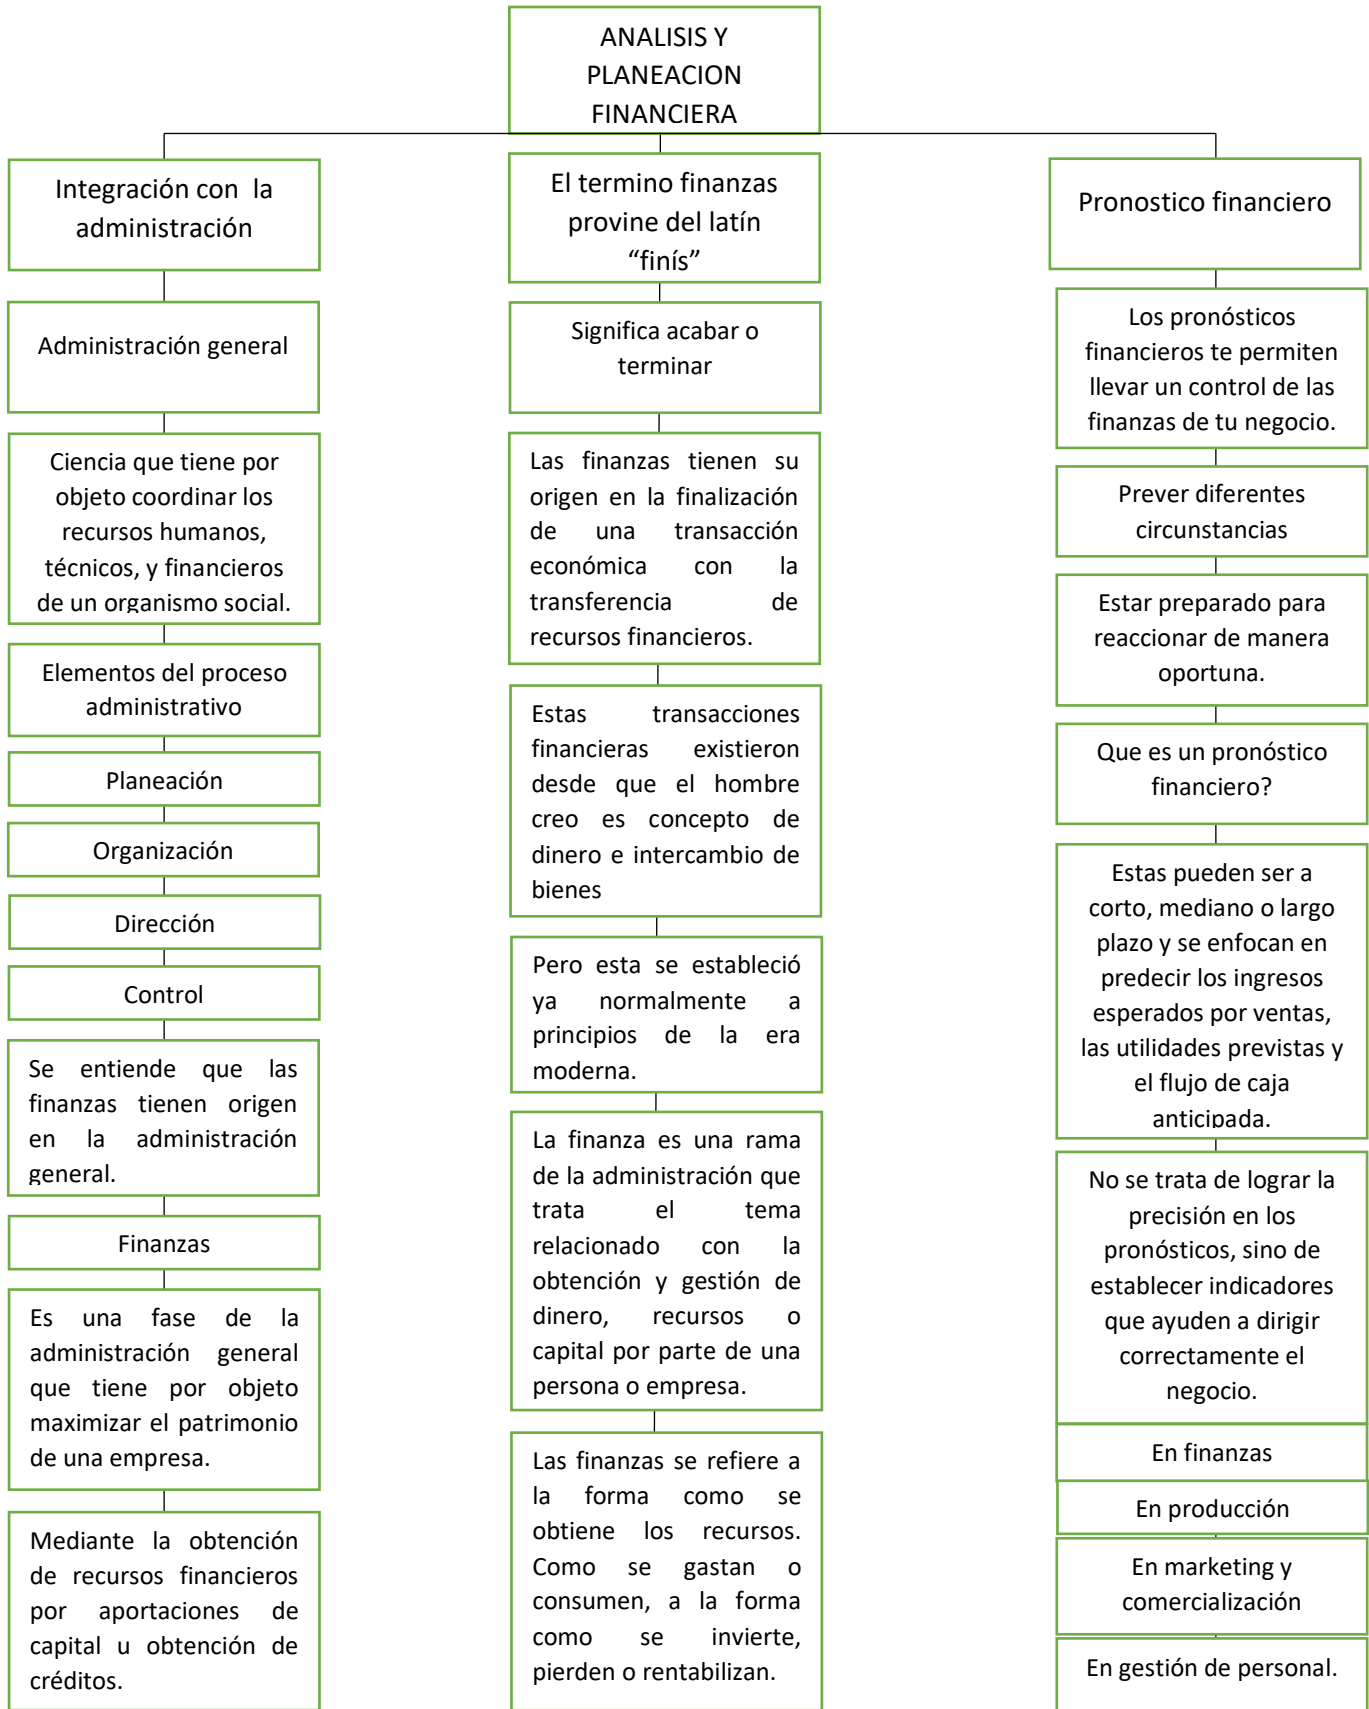 ANALISIS Y
PLANEACION
FINANCIERA
Integración con  la
administración
Administración general
Ciencia que tiene por
objeto coordinar los
recursos humanos,
técnicos, y financieros
de un organismo social.
Elementos del proceso
administrativo
Planeación
Organización
Dirección
Control
Se entiende que las
finanzas tienen origen
en la administración
general.
Finanzas
Es una fase de la
administración general
que tiene por objeto
maximizar el patrimonio
de una empresa.
Mediante la obtención
de recursos financieros
por aportaciones de
capital u obtención de
créditos.
El termino finanzas
provine del latín
“finís”
Significa acabar o
terminar
Las finanzas tienen su
origen en la finalización
de una transacción
económica con la
transferencia de
recursos financieros.
Estas transacciones
financieras existieron
desde que el hombre
creo es concepto de
dinero e intercambio de
bienes
Pero esta se estableció
ya normalmente a
principios de la era
moderna.
La finanza es una rama
de la administración que
trata el tema
relacionado con la
obtención y gestión de
dinero, recursos o
capital por parte de una
persona o empresa.
Las finanzas se refiere a
la forma como se
obtiene los recursos.
Como se gastan o
consumen, a la forma
como se invierte,
pierden o rentabilizan.
Pronostico financiero
Los pronósticos
financieros te permiten
llevar un control de las
finanzas de tu negocio.
Prever diferentes
circunstancias
Estar preparado para
reaccionar de manera
oportuna.
Que es un pronóstico
financiero?
Estas pueden ser a
corto, mediano o largo
plazo y se enfocan en
predecir los ingresos
esperados por ventas,
las utilidades previstas y
el flujo de caja
anticipada.
No se trata de lograr la
precisión en los
pronósticos, sino de
establecer indicadores
que ayuden a dirigir
correctamente el
negocio.
En finanzas
En producción
En marketing y
comercialización
En gestión de personal.